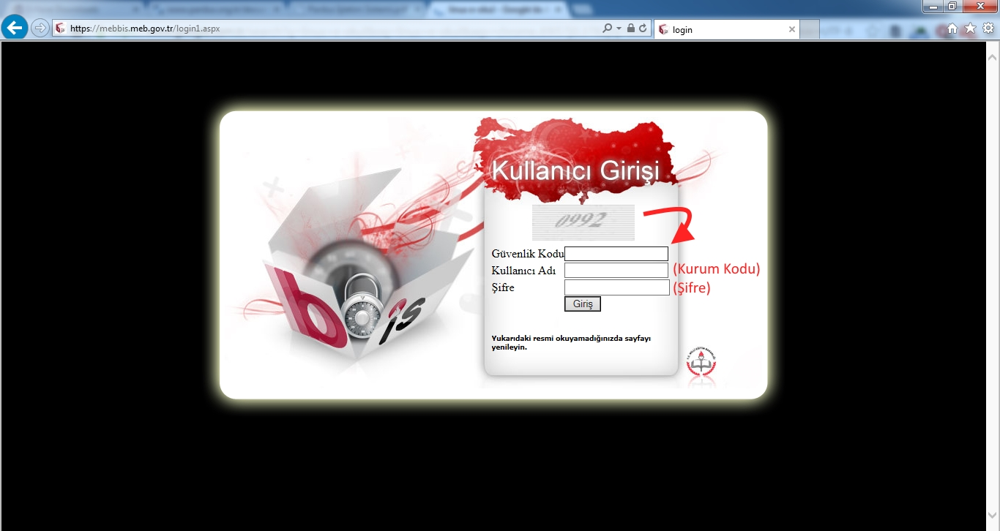 https://mebbis.meb.gov.tr/login1.aspx
login
Kullanıcı Girişi
0992
Güvenlik Kodu
Kullanıcı Adı
(Kurum Kodu)
Şifre
(Şifre)
Giriş
Yukarıdaki resmi okuyamadığınızda sayfayı
yenileyin.
bis